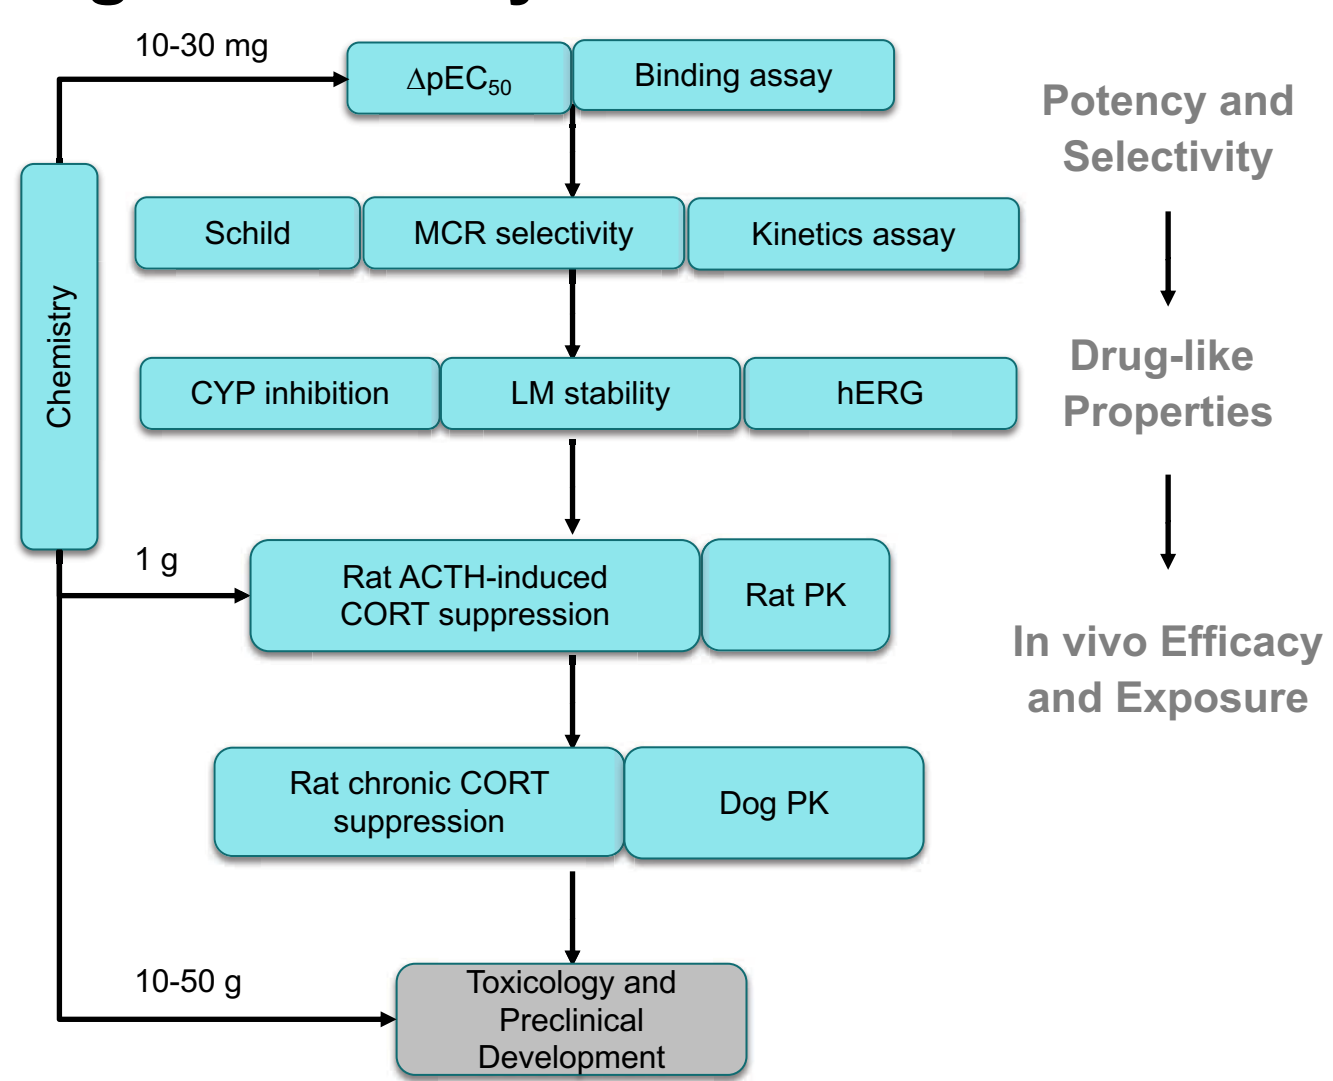 10-30 mg
ΔpEC₅₀
Binding assay
Potency and
Selectivity
Schild
MCR selectivity
Kinetics assay
Chemistry
CYP inhibition
LM stability
hERG
Drug-like
Properties
1 g
Rat ACTH-induced
CORT suppression
Rat PK
In vivo Efficacy
and Exposure
Rat chronic CORT
suppression
Dog PK
10-50 g
Toxicology and
Preclinical
Development